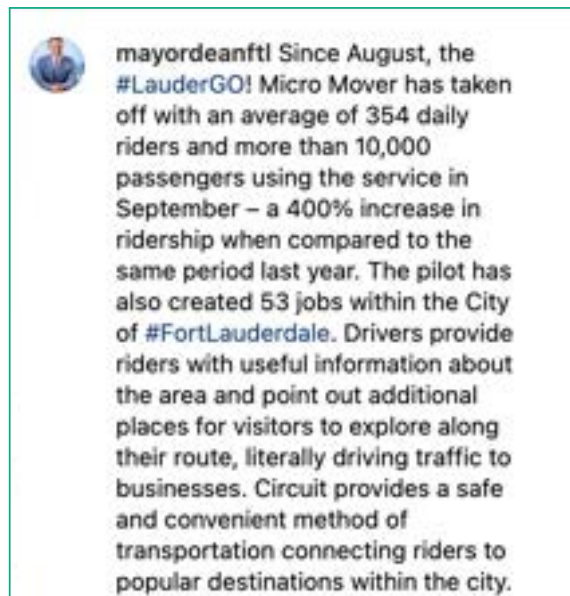 mayordeanftl Since August, the
#LauderGO! Micro Mover has taken
off with an average of 354 daily
riders and more than 10,000
passengers using the service in
September – a 400% increase in
ridership when compared to the
same period last year. The pilot has
also created 53 jobs within the City
of #FortLauderdale. Drivers provide
riders with useful information about
the area and point out additional
places for visitors to explore along
their route, literally driving traffic to
businesses. Circuit provides a safe
and convenient method of
transportation connecting riders to
popular destinations within the city.